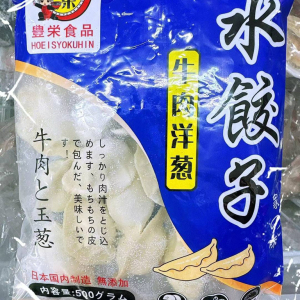 榮
豊栄食品
HOEISYOKUHIN
水餃子
牛肉洋葱
しっかり肉汁をとじ込
めます、もちもちの皮
で包んだ、美味しいで
す!
牛肉と玉葱
日本国内制造 無添加
内容量:500グラム